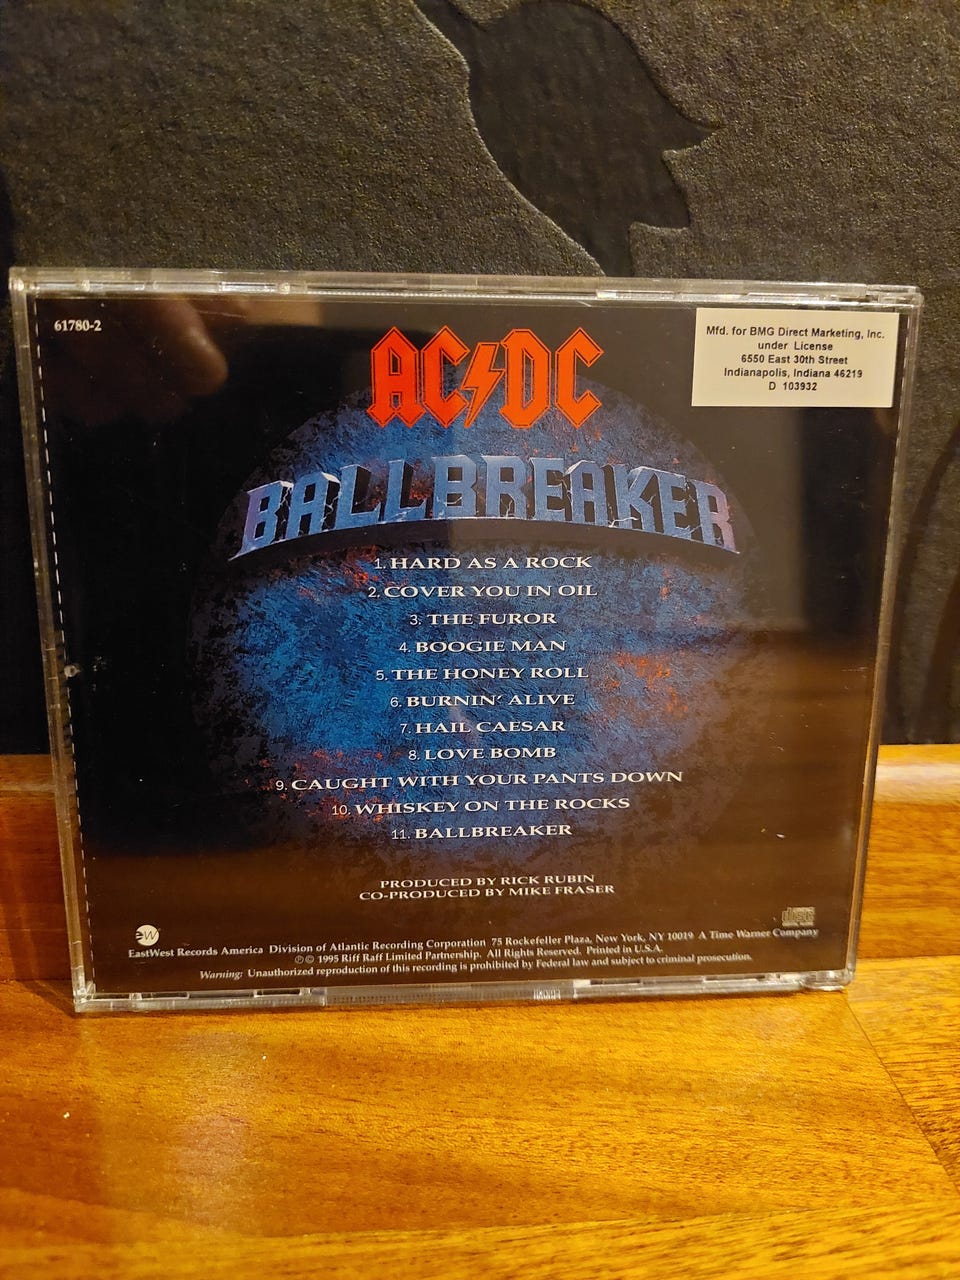 61780-2
Mfd. for BMG Direct Marketing, Inc.
under License
6550 East 30th Street
Indianapolis, Indiana 46219
D 103932
AC DC
BALLBREAKER
1. HARD AS A ROCK
2. COVER YOU IN OIL
3. THE FUROR
4. BOOGIE MAN
5. THE HONEY ROLL
6. BURNIN' ALIVE
7. HAIL CAESAR
8. LOVE BOMB
9. CAUGHT WITH YOUR PANTS DOWN
10. WHISKEY ON THE ROCKS
11. BALLBREAKER
PRODUCED BY RICK RUBIN
CO-PRODUCED BY MIKE FRASER
disc
EW
EastWest Records America Division of Atlantic Recording Corporation 75 Rockefeller Plaza, New York, NY 10019 A Time Warner Company
℗ © 1995 Riff Raff Limited Partnership. All Rights Reserved. Printed in U.S.A.
Warning: Unauthorized reproduction of this recording is prohibited by Federal law and subject to criminal prosecution.